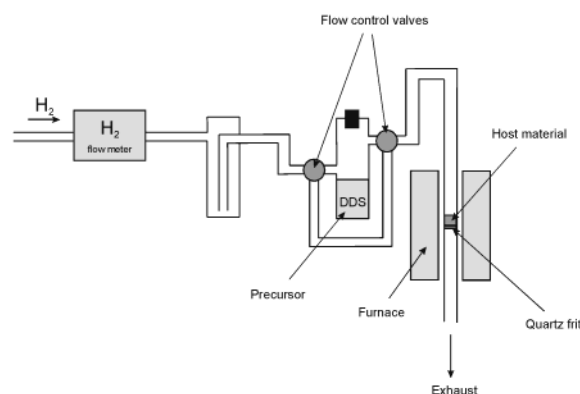 Flow control valves
H₂
H₂
flow meter
Host material
DDS
Precursor
Furnace
Quartz frit
Exhaust